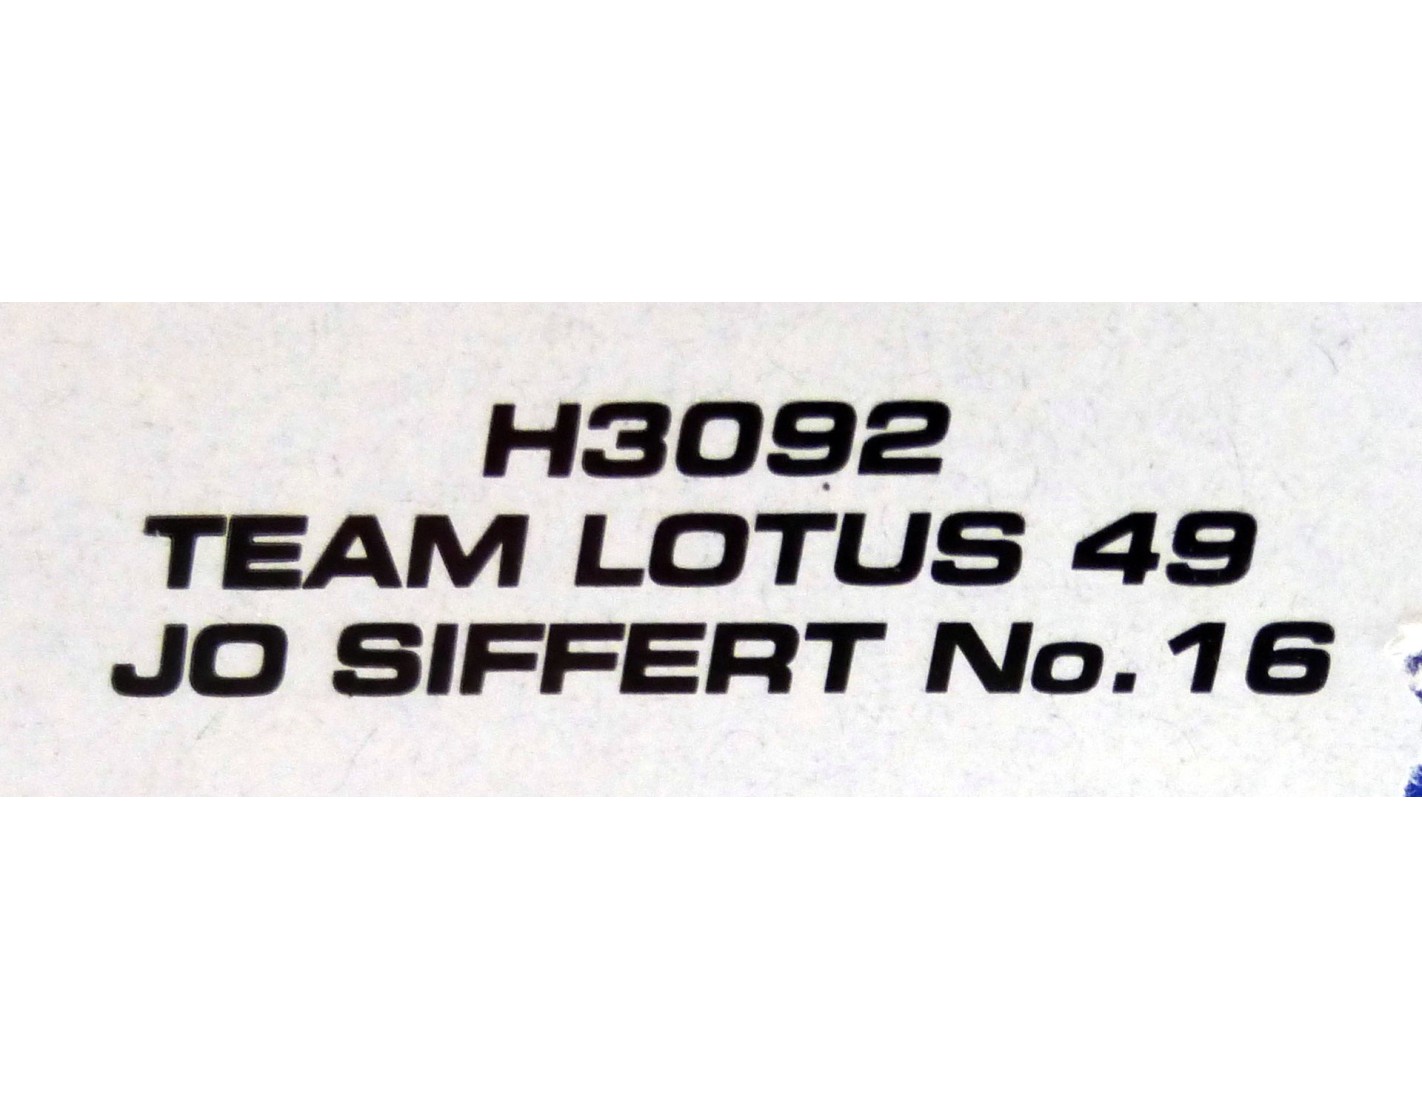 H3092
TEAM LOTUS 49
JO SIFFERT No.16